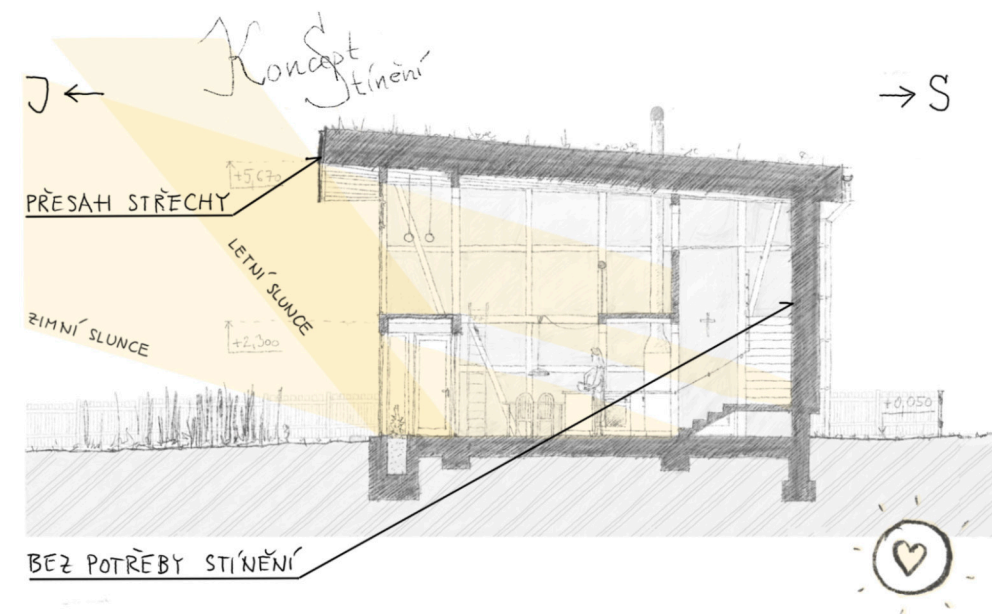 Koncept
Stínění
J
S
+5,670
PŘESAH STŘECHY
LETNÍ SLUNCE
ZIMNÍ SLUNCE
+2,300
+0,050
BEZ POTŘEBY STÍNĚNÍ